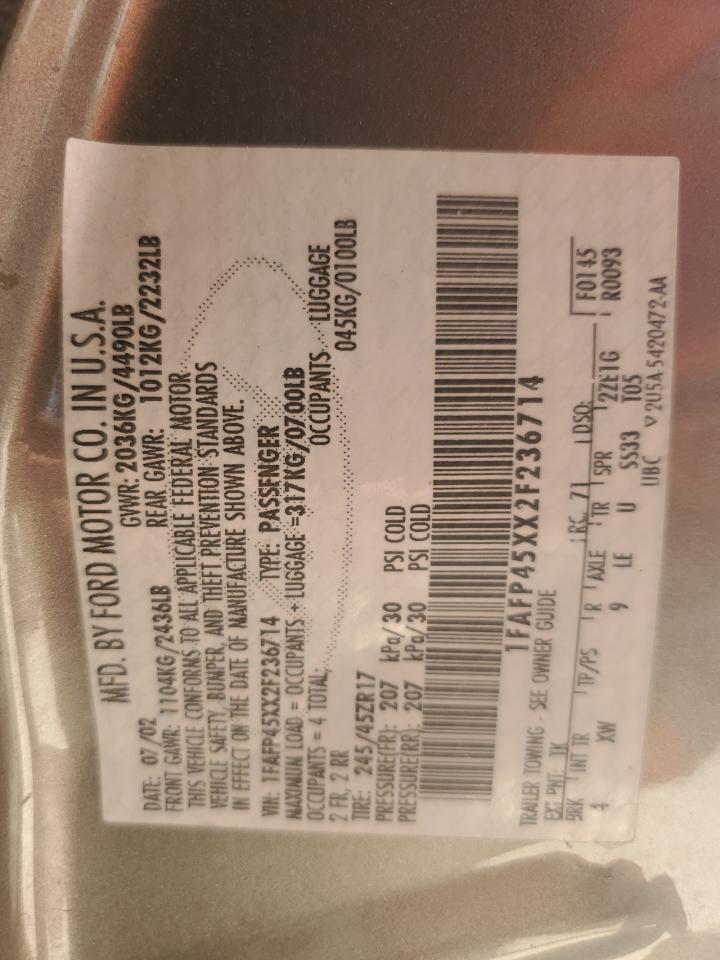 MFD. BY FORD MOTOR CO. IN U.S.A.
DATE: 07/02 GVWR: 2036KG/4490LB
FRONT GAWR: 1104KG/2436LB REAR GAWR: 1012KG/2232LB
THIS VEHICLE CONFORMS TO ALL APPLICABLE FEDERAL MOTOR
VEHICLE SAFETY, BUMPER, AND THEFT PREVENTION STANDARDS
IN EFFECT ON THE DATE OF MANUFACTURE SHOWN ABOVE.
VIN: 1FAFP45XX2F236714 TYPE: PASSENGER
MAXIMUM LOAD = OCCUPANTS + LUGGAGE =317KG/0700LB
OCCUPANTS = 4 TOTAL; OCCUPANTS LUGGAGE
2 FR, 2 RR 045KG/0100LB
TIRE: 245/45ZR17
PRESSURE(FR): 207 kPa/30 PSI COLD
PRESSURE(RR): 207 kPa/30 PSI COLD
1FAFP45XX2F236714
TRAILER TOWING - SEE OWNER GUIDE
EXT PNT: TK RC: 71 DSO: F0145
BRK INT TR TP/PS R AXLE TR SPR 22E1G R0093
4 XW 9 LE U SS33 T05
UBC ▽ 2U5A 5420472-AA